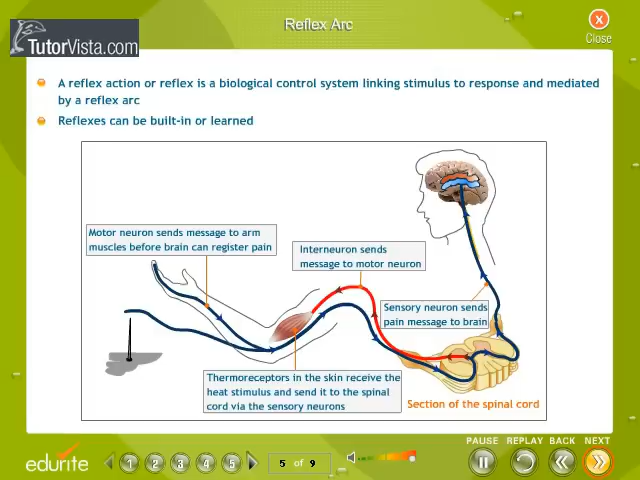 Reflex Arc
TutorVista.com
Close
A reflex action or reflex is a biological control system linking stimulus to response and mediated
by a reflex arc
Reflexes can be built-in or learned
Motor neuron sends message to arm
muscles before brain can register pain
Interneuron sends
message to motor neuron
Sensory neuron sends
pain message to brain
Thermoreceptors in the skin receive the
heat stimulus and send it to the spinal
cord via the sensory neurons
Section of the spinal cord
PAUSE REPLAY BACK NEXT
edurite
1 2 3 4 5
5 of 9